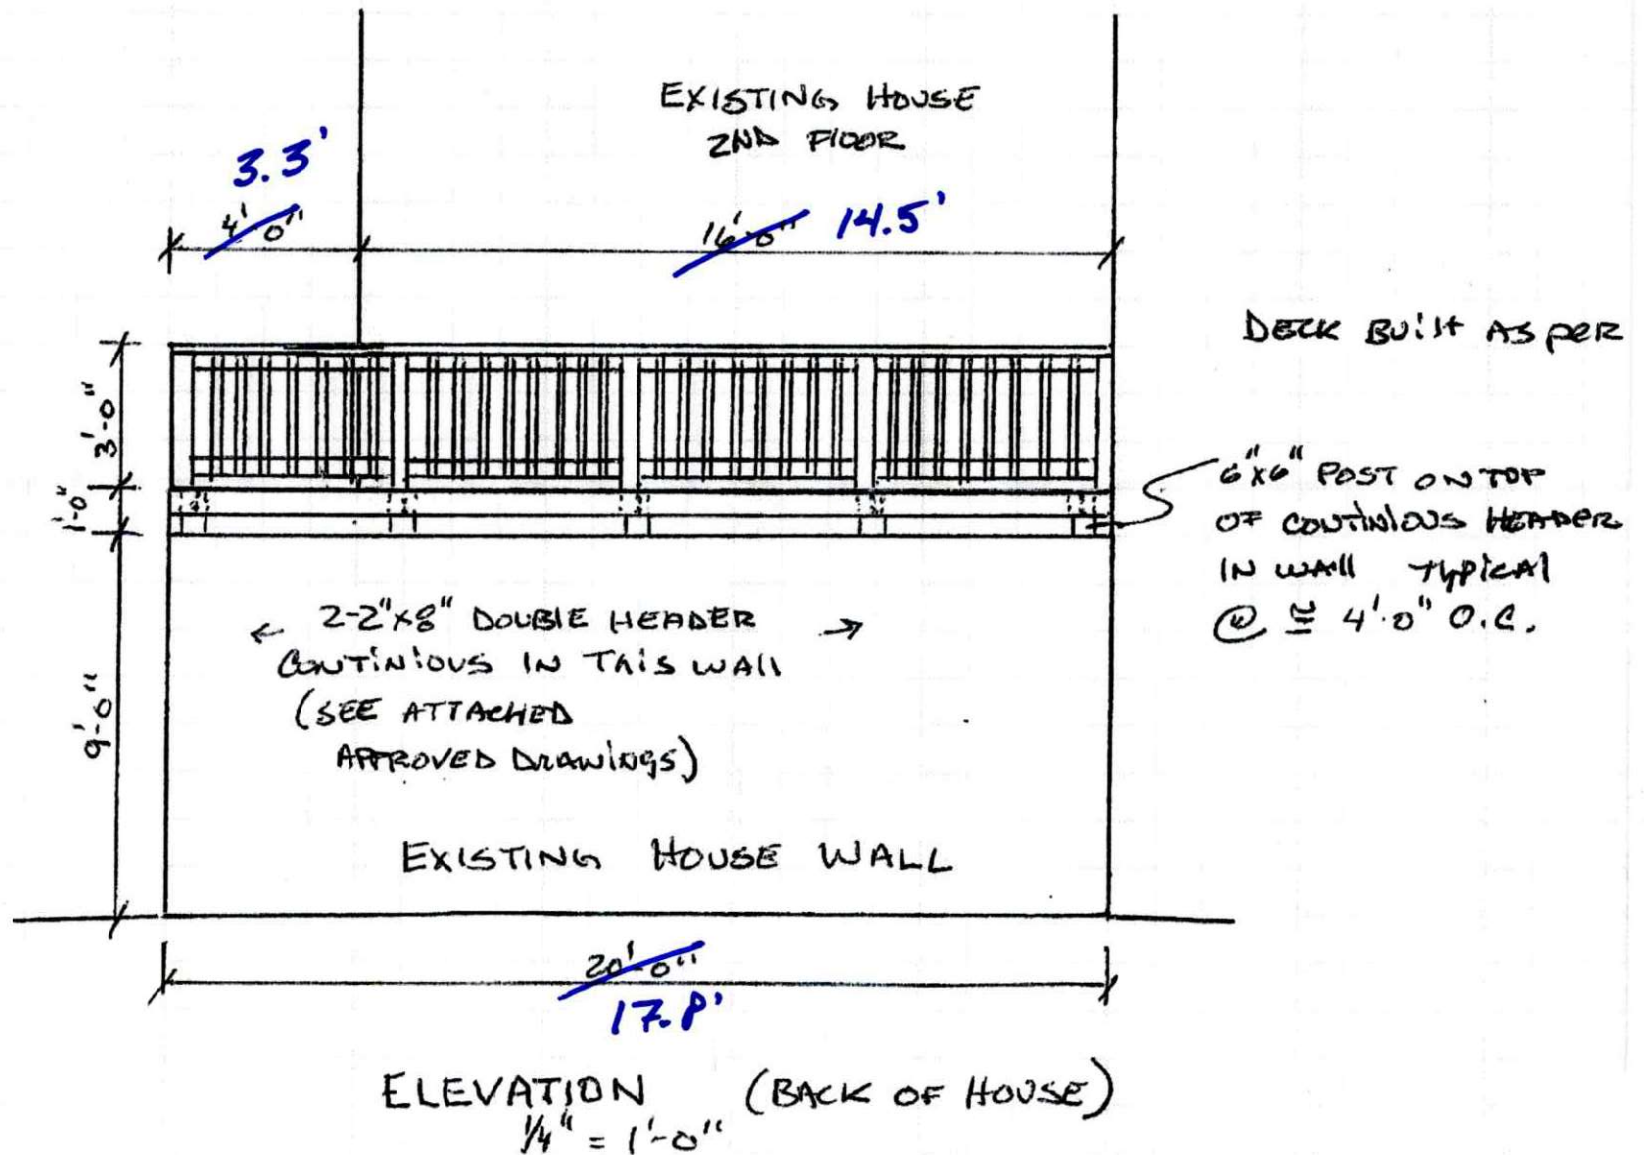 EXISTING HOUSE
2ND FLOOR
3.3'
4'-0"
16'-0" 14.5'
DECK BUILT AS PER
3'-0"
1'-0"
9'-0"
6"x6" POST ON TOP
OF CONTINIOUS HEADER
IN WALL TYPICAL
@ ≅ 4'-0" O.C.
← 2-2"x8" DOUBLE HEADER →
CONTINIOUS IN THIS WALL
(SEE ATTACHED
APPROVED DRAWINGS)
EXISTING HOUSE WALL
20'-0"
17.8'
ELEVATION (BACK OF HOUSE)
1/4" = 1'-0"